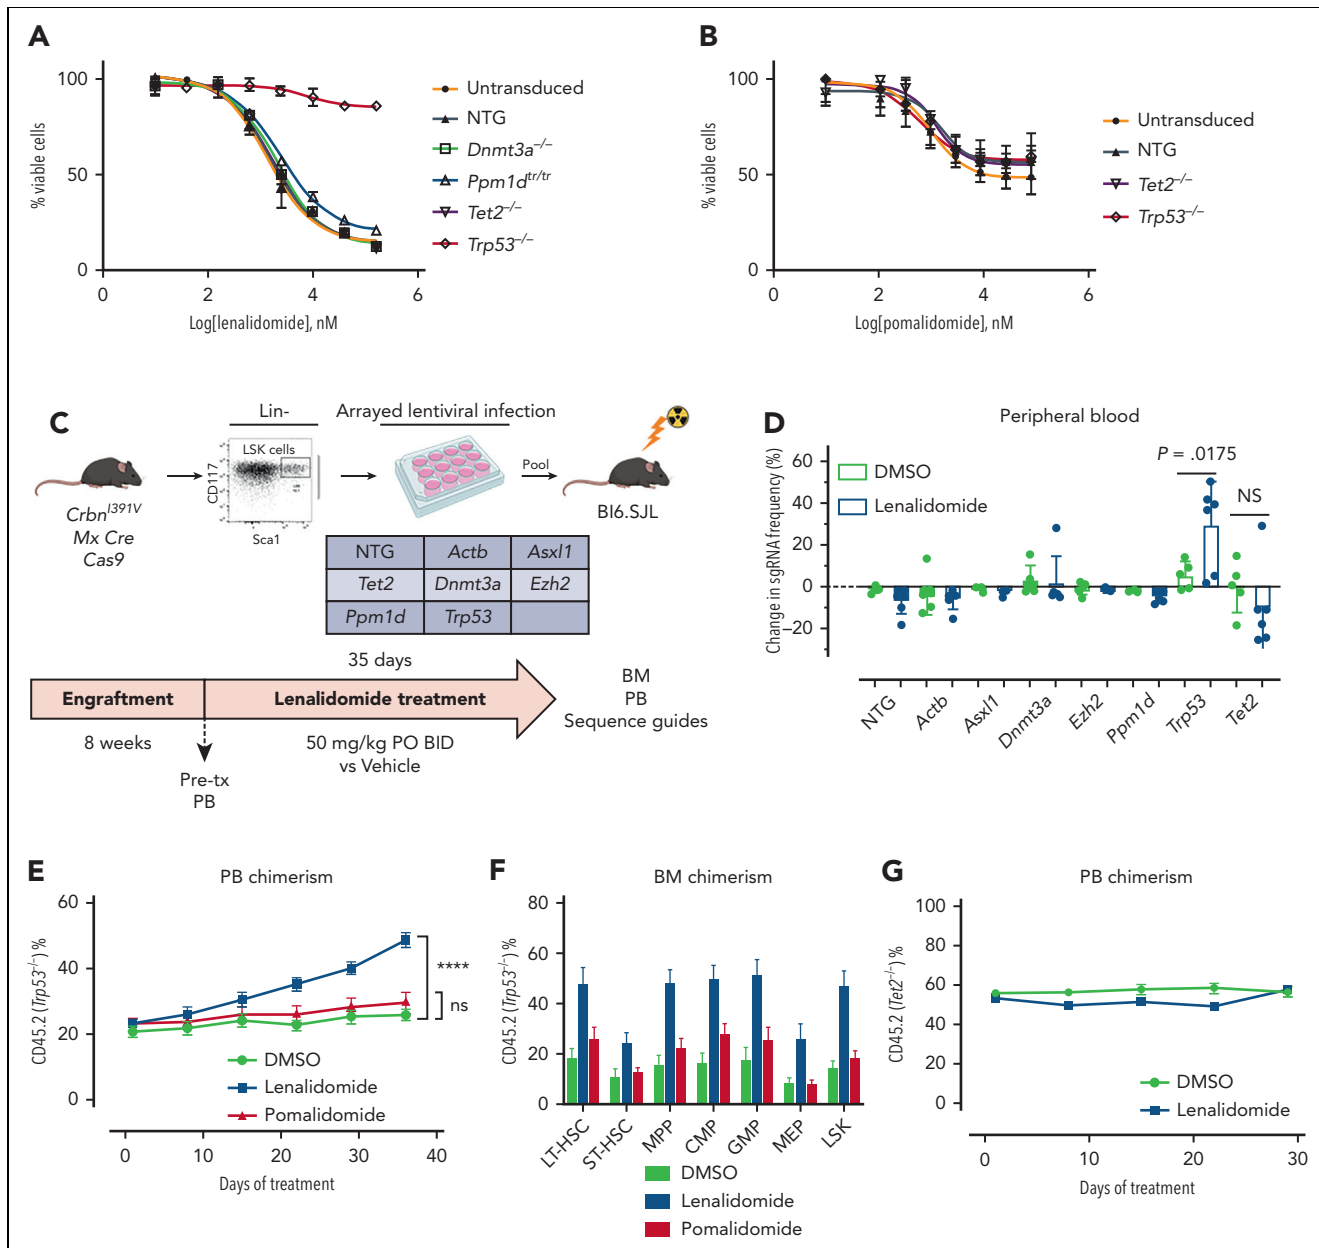 A
100
50
0
% viable cells
0
2
4
6
Log[lenalidomide], nM
Untransduced
NTG
Dnmt3a–/–
Ppm1dtr/tr
Tet2–/–
Trp53–/–
B
100
50
0
% viable cells
0
2
4
6
Log[pomalidomide], nM
Untransduced
NTG
Tet2–/–
Trp53–/–
C
Lin-
Arrayed lentiviral infection
LSK cells
CD117
Sca1
Pool
CrbnI391V
Mx Cre
Cas9
BI6.SJL
NTG Actb Asxl1
Tet2 Dnmt3a Ezh2
Ppm1d Trp53
35 days
Engraftment
Lenalidomide treatment
BM
PB
Sequence guides
8 weeks
50 mg/kg PO BID
vs Vehicle
Pre-tx
PB
D
Peripheral blood
Change in sgRNA frequency (%)
60
40
20
0
–20
DMSO
Lenalidomide
P = .0175
NS
NTG
Actb
Asxl1
Dnmt3a
Ezh2
Ppm1d
Trp53
Tet2
E
PB chimerism
CD45.2 (Trp53–/–) %
60
40
20
0
****
ns
DMSO
Lenalidomide
Pomalidomide
0
10
20
30
40
Days of treatment
F
BM chimerism
CD45.2 (Trp53–/–) %
80
60
40
20
0
LT-HSC
ST-HSC
MPP
CMP
GMP
MEP
LSK
DMSO
Lenalidomide
Pomalidomide
G
PB chimerism
CD45.2 (Tet2–/–) %
100
80
60
40
20
0
DMSO
Lenalidomide
0
10
20
30
Days of treatment